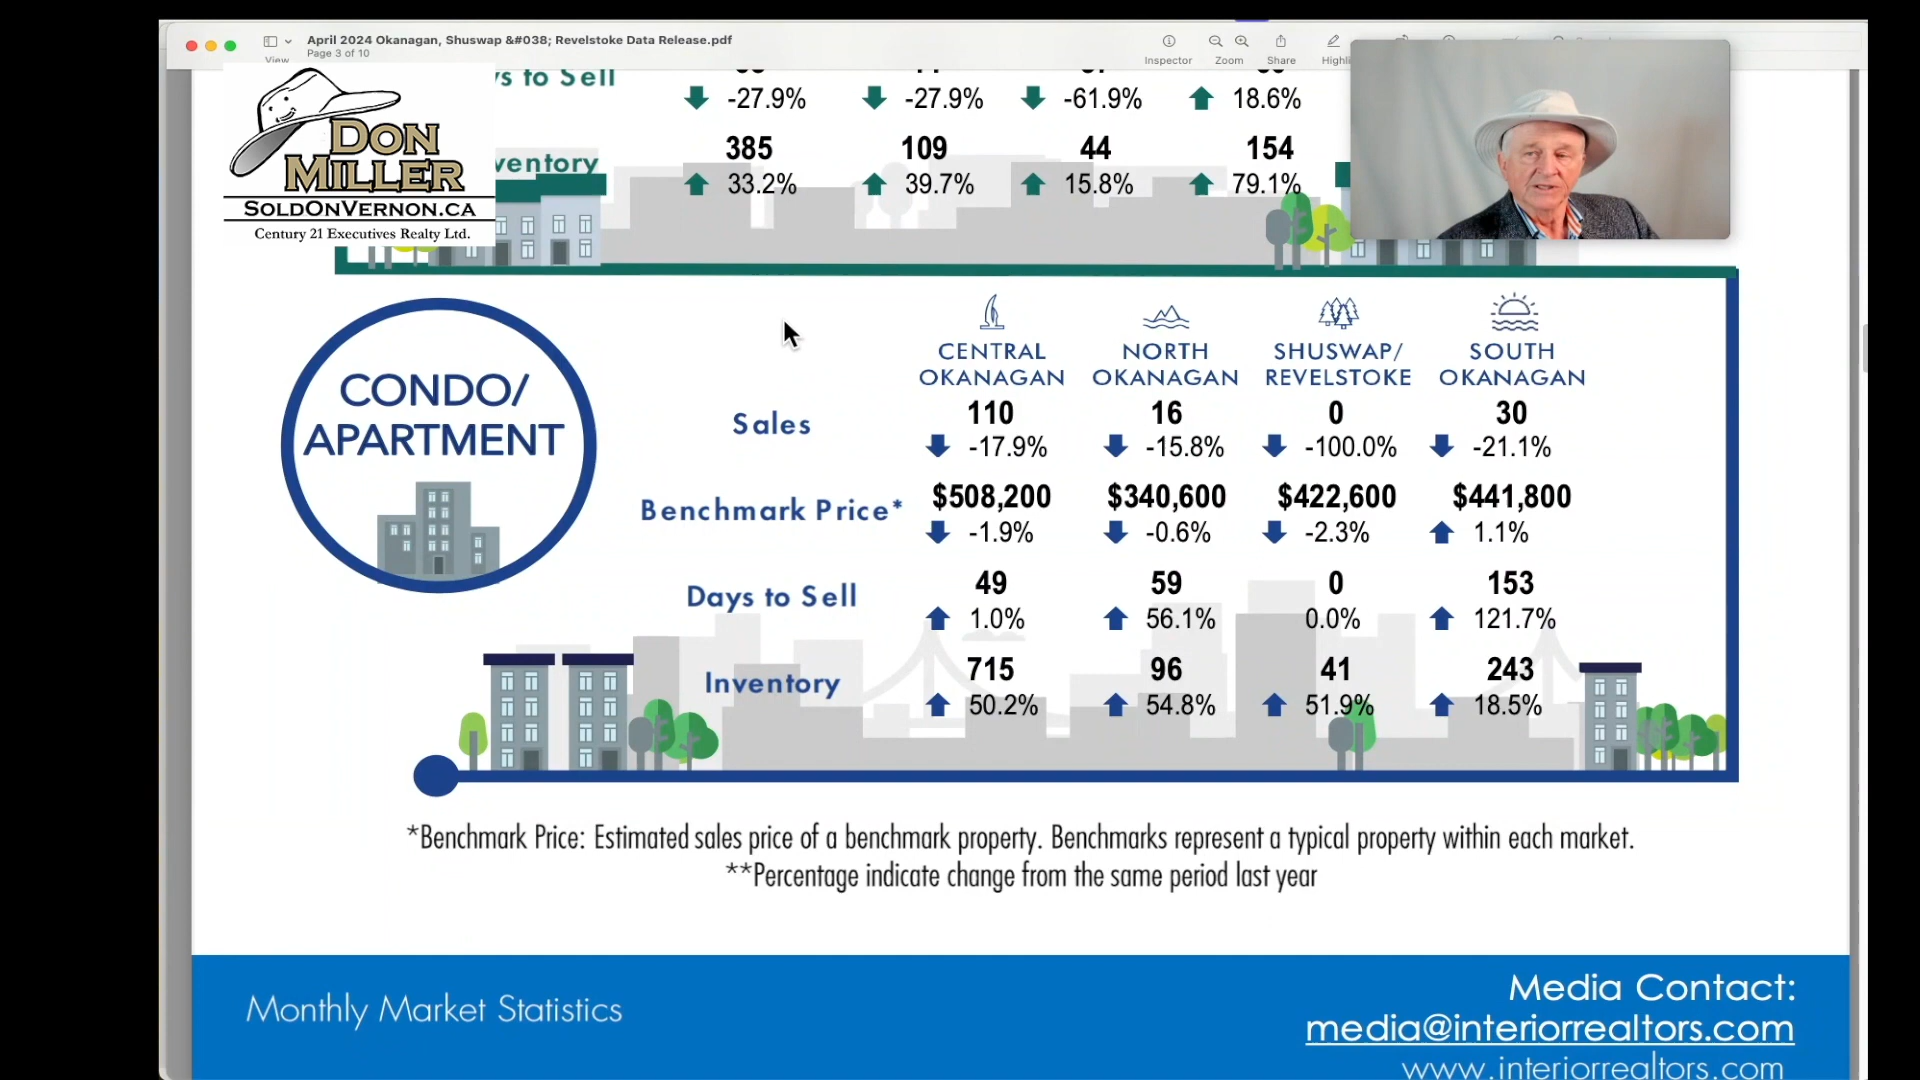 April 2024 Okanagan, Shuswap &#038; Revelstoke Data Release.pdf
Page 3 of 10
View
Inspector
Zoom
Share
DON
MILLER
SOLDONVERNON.CA
Century 21 Executives Realty Ltd.
ys to Sell
-27.9% -27.9% -61.9% 18.6%
ventory
385 109 44 154
33.2% 39.7% 15.8% 79.1%
CONDO/
APARTMENT
CENTRAL OKANAGAN
NORTH OKANAGAN
SHUSWAP/ REVELSTOKE
SOUTH OKANAGAN
Sales
110 16 0 30
-17.9% -15.8% -100.0% -21.1%
Benchmark Price*
$508,200 $340,600 $422,600 $441,800
-1.9% -0.6% -2.3% 1.1%
Days to Sell
49 59 0 153
1.0% 56.1% 0.0% 121.7%
Inventory
715 96 41 243
50.2% 54.8% 51.9% 18.5%
*Benchmark Price: Estimated sales price of a benchmark property. Benchmarks represent a typical property within each market.
**Percentage indicate change from the same period last year
Monthly Market Statistics
Media Contact:
media@interiorrealtors.com
www.interiorrealtors.com